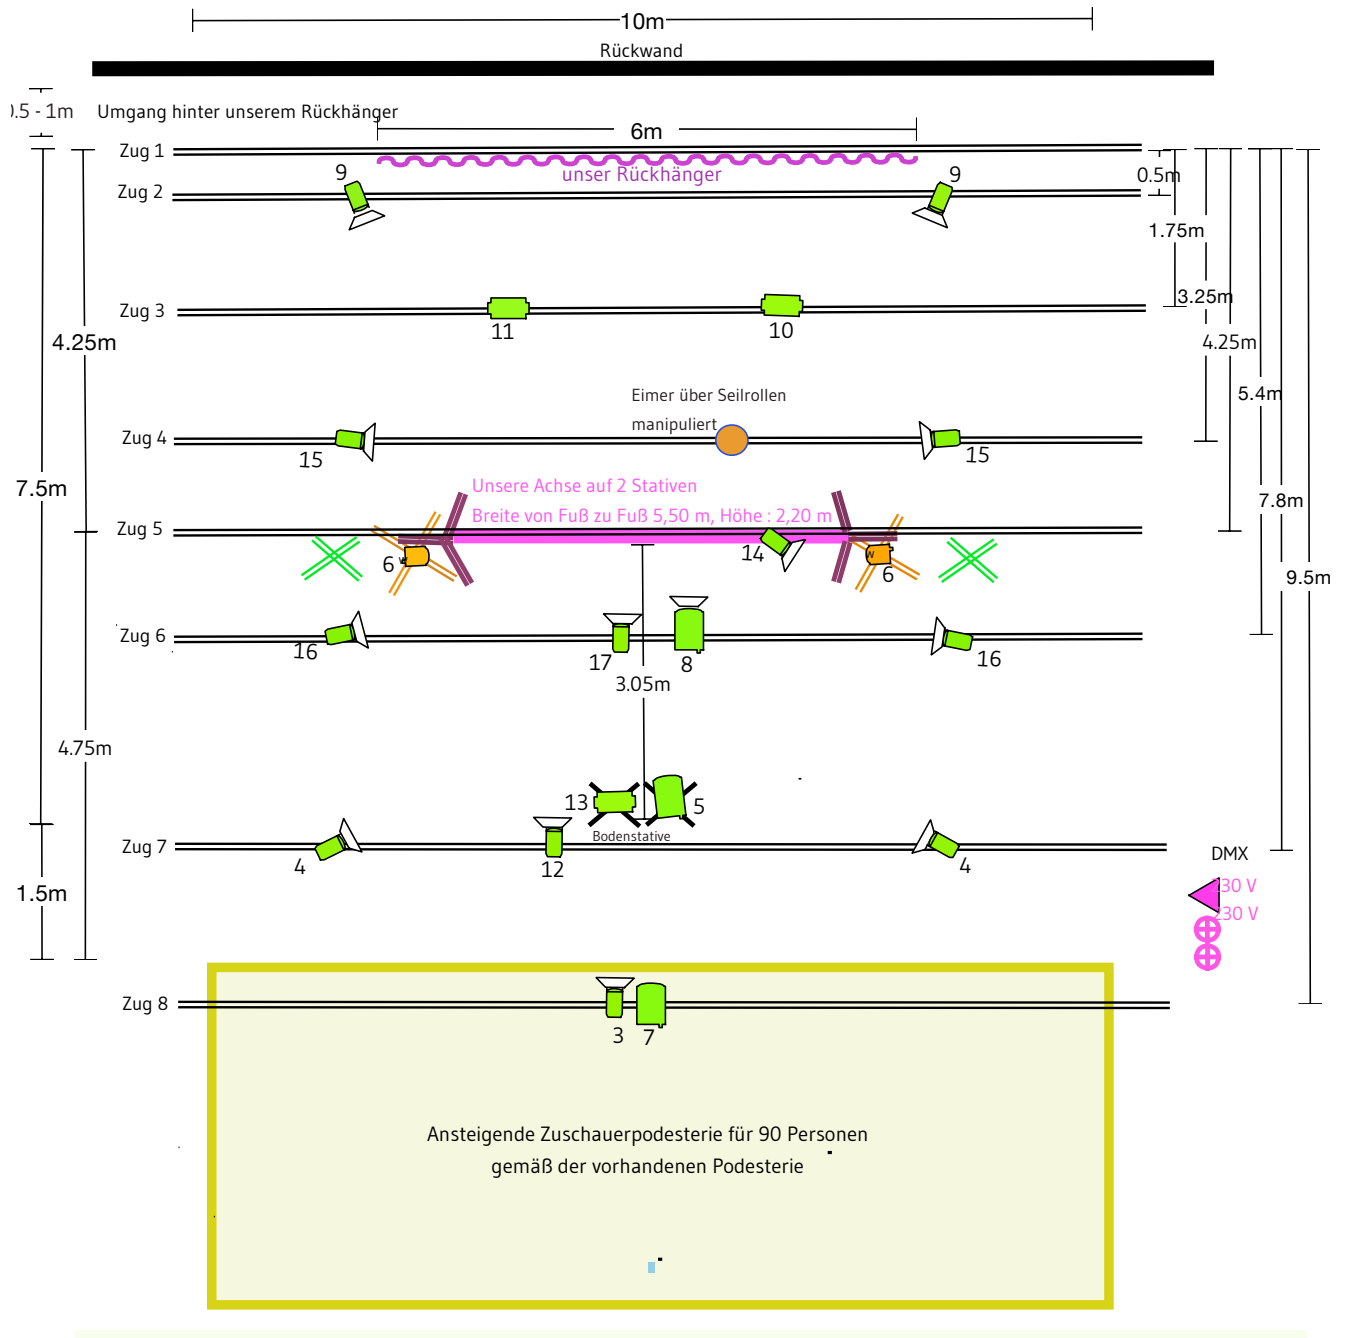 10m
Rückwand
0.5 - 1m
Umgang hinter unserem Rückhänger
6m
Zug 1
unser Rückhänger
9
9
0.5m
Zug 2
1.75m
Zug 3
11
10
3.25m
4.25m
4.25m
Eimer über Seilrollen
manipuliert
5.4m
Zug 4
15
15
7.5m
Unsere Achse auf 2 Stativen
Breite von Fuß zu Fuß 5,50 m, Höhe : 2,20 m
7.8m
Zug 5
14
6
w
w
6
9.5m
Zug 6
16
17
8
16
3.05m
4.75m
13
5
Bodenstative
Zug 7
4
12
4
DMX
1.5m
230 V
230 V
Zug 8
3
7
Ansteigende Zuschauerpodesterie für 90 Personen
gemäß der vorhandenen Podesterie